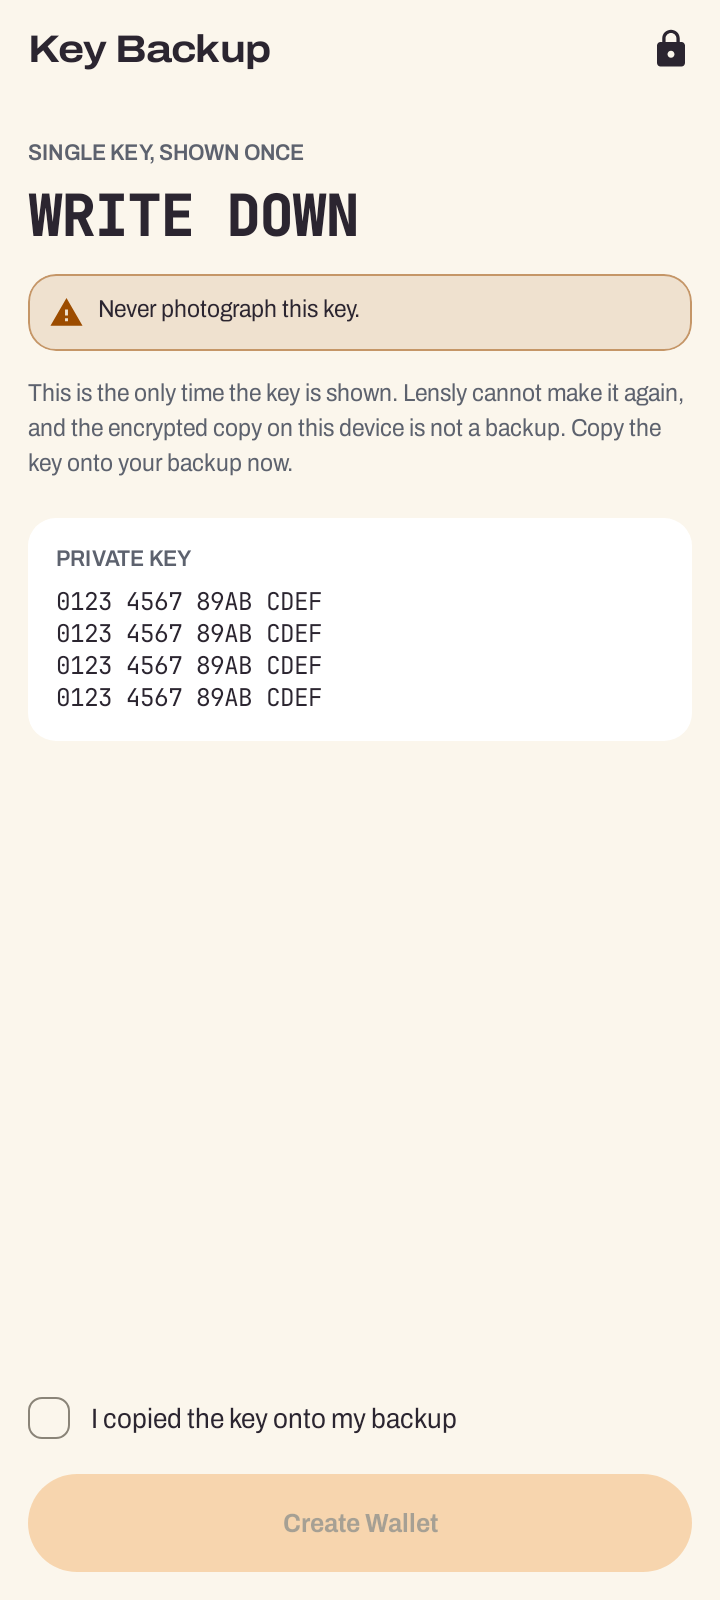 Key Backup
SINGLE KEY, SHOWN ONCE
WRITE DOWN
Never photograph this key.
This is the only time the key is shown. Lensly cannot make it again,
and the encrypted copy on this device is not a backup. Copy the
key onto your backup now.
PRIVATE KEY
0123 4567 89AB CDEF
0123 4567 89AB CDEF
0123 4567 89AB CDEF
0123 4567 89AB CDEF
I copied the key onto my backup
Create Wallet